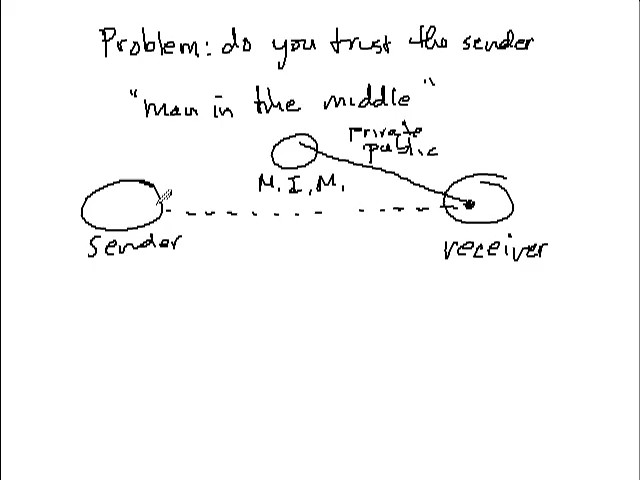 Problem: do you trust the sender
"man in the middle"
private
public
M.I.M.
sender
receiver